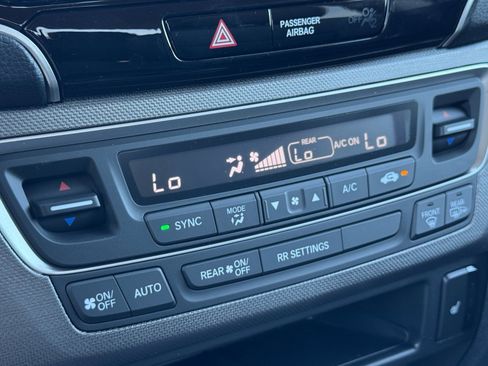 PASSENGER
AIRBAG
OFF
Lo
REAR
Lo
A/C ON
Lo
SYNC
MODE
A/C
FRONT
REAR
ON/
OFF
AUTO
REAR ON/
OFF
RR SETTINGS